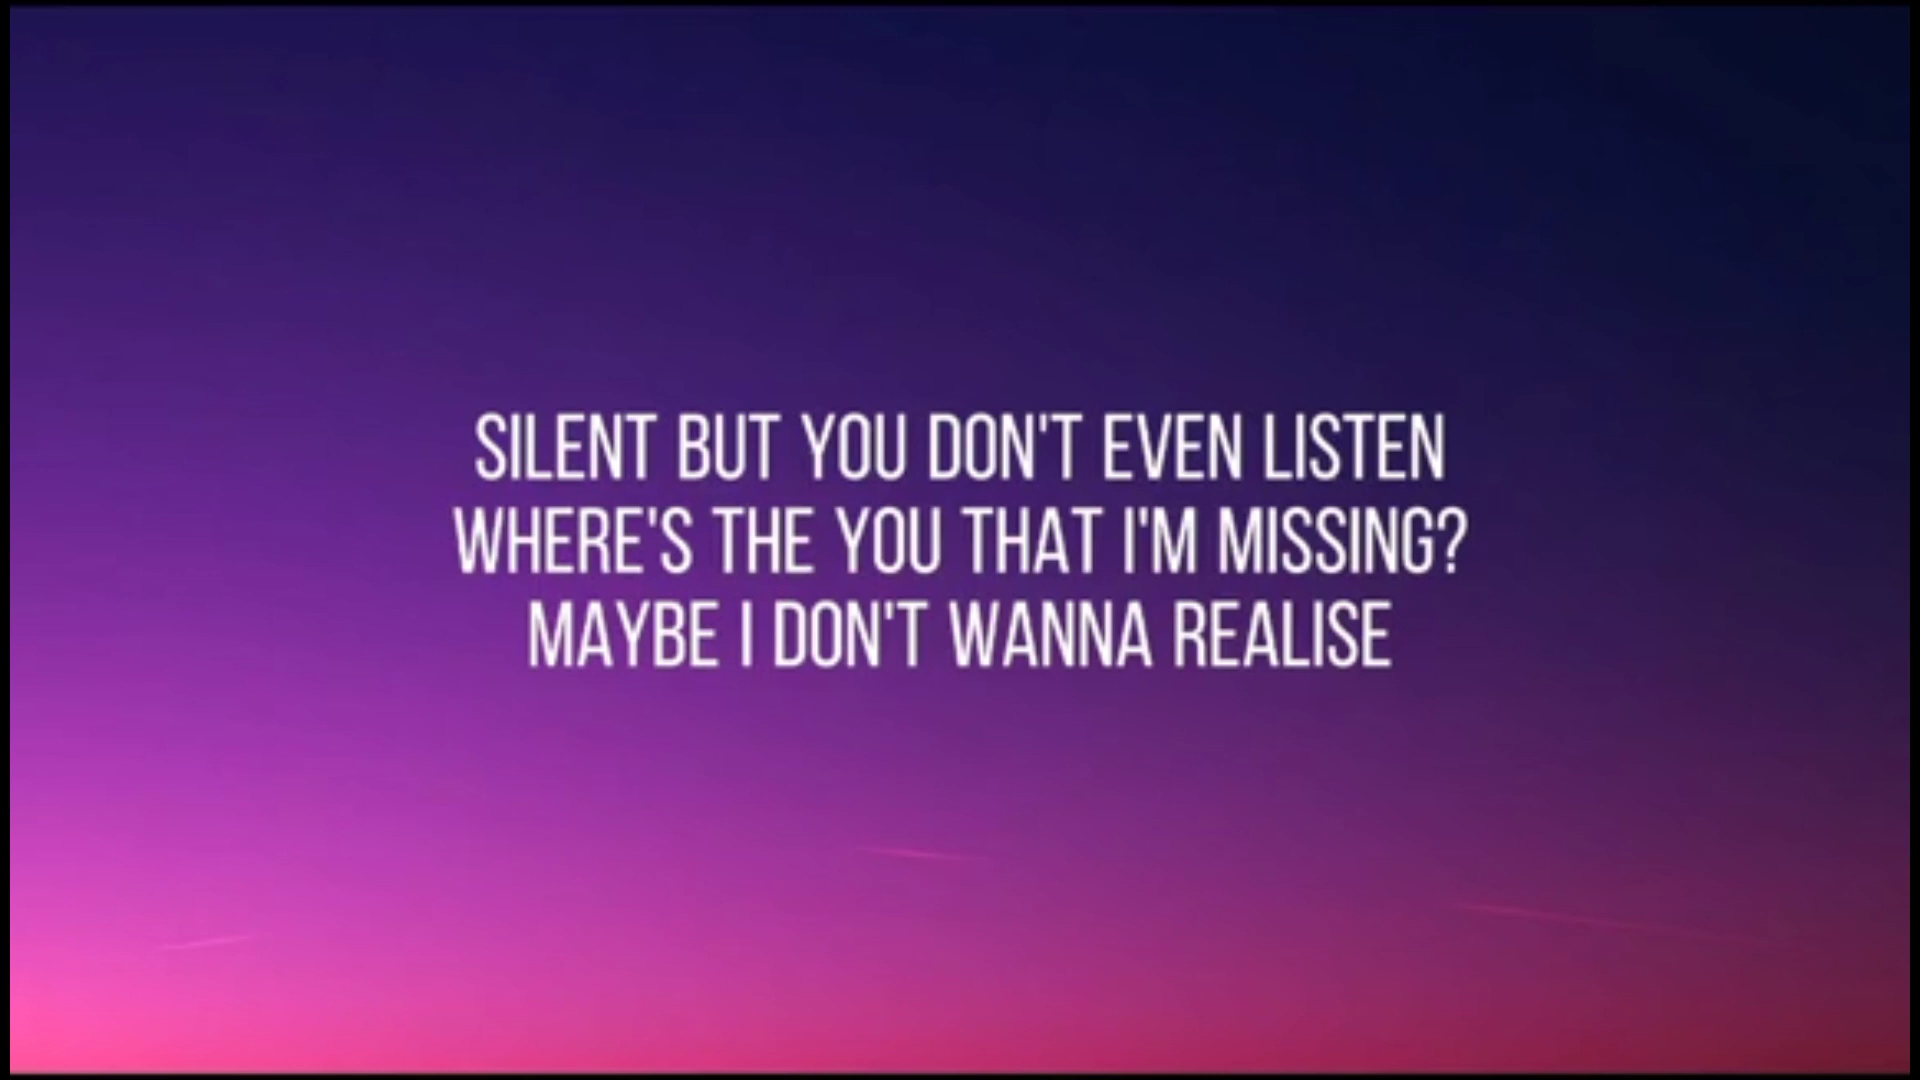 SILENT BUT YOU DON'T EVEN LISTEN
WHERE'S THE YOU THAT I'M MISSING?
MAYBE I DON'T WANNA REALISE